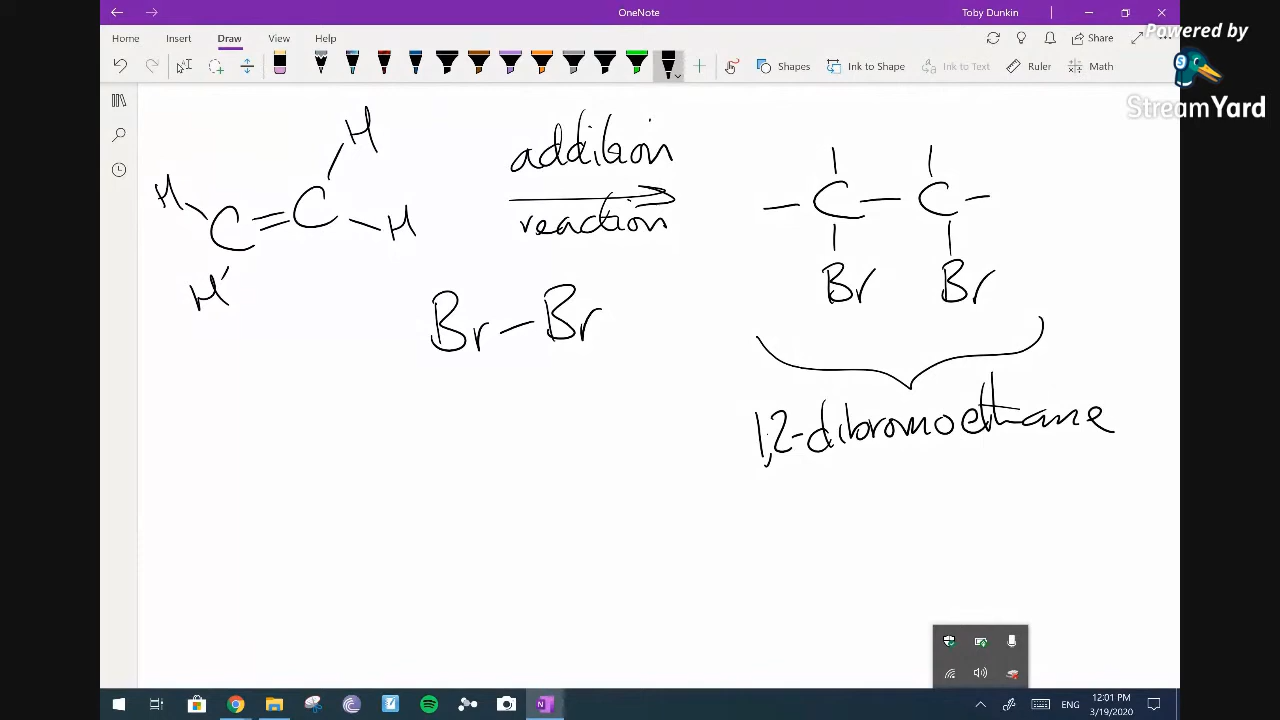 OneNote
Toby Dunkin
Powered by
StreamYard
Home Insert Draw View Help
Share
Shapes Ink to Shape Ink to Text Ruler Math
H
H
C=C
H
H
addition
reaction
Br-Br
C-C
Br Br
1,2-dibromoethane
ENG
12:01 PM
3/19/2020